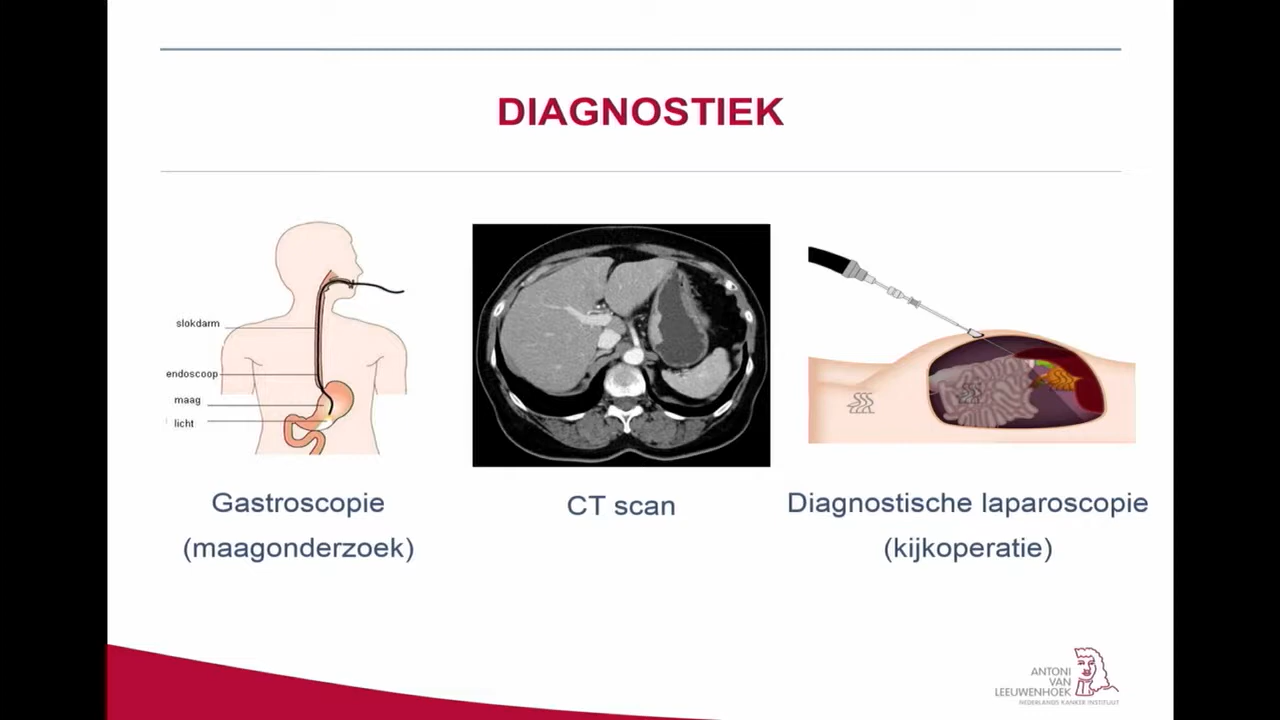 DIAGNOSTIEK
slokdarm
endoscoop
maag
licht
Gastroscopie
(maagonderzoek)
CT scan
Diagnostische laparoscopie
(kijkoperatie)
ANTONI
VAN
LEEUWENHOEK
NEDERLANDS KANKER INSTITUUT